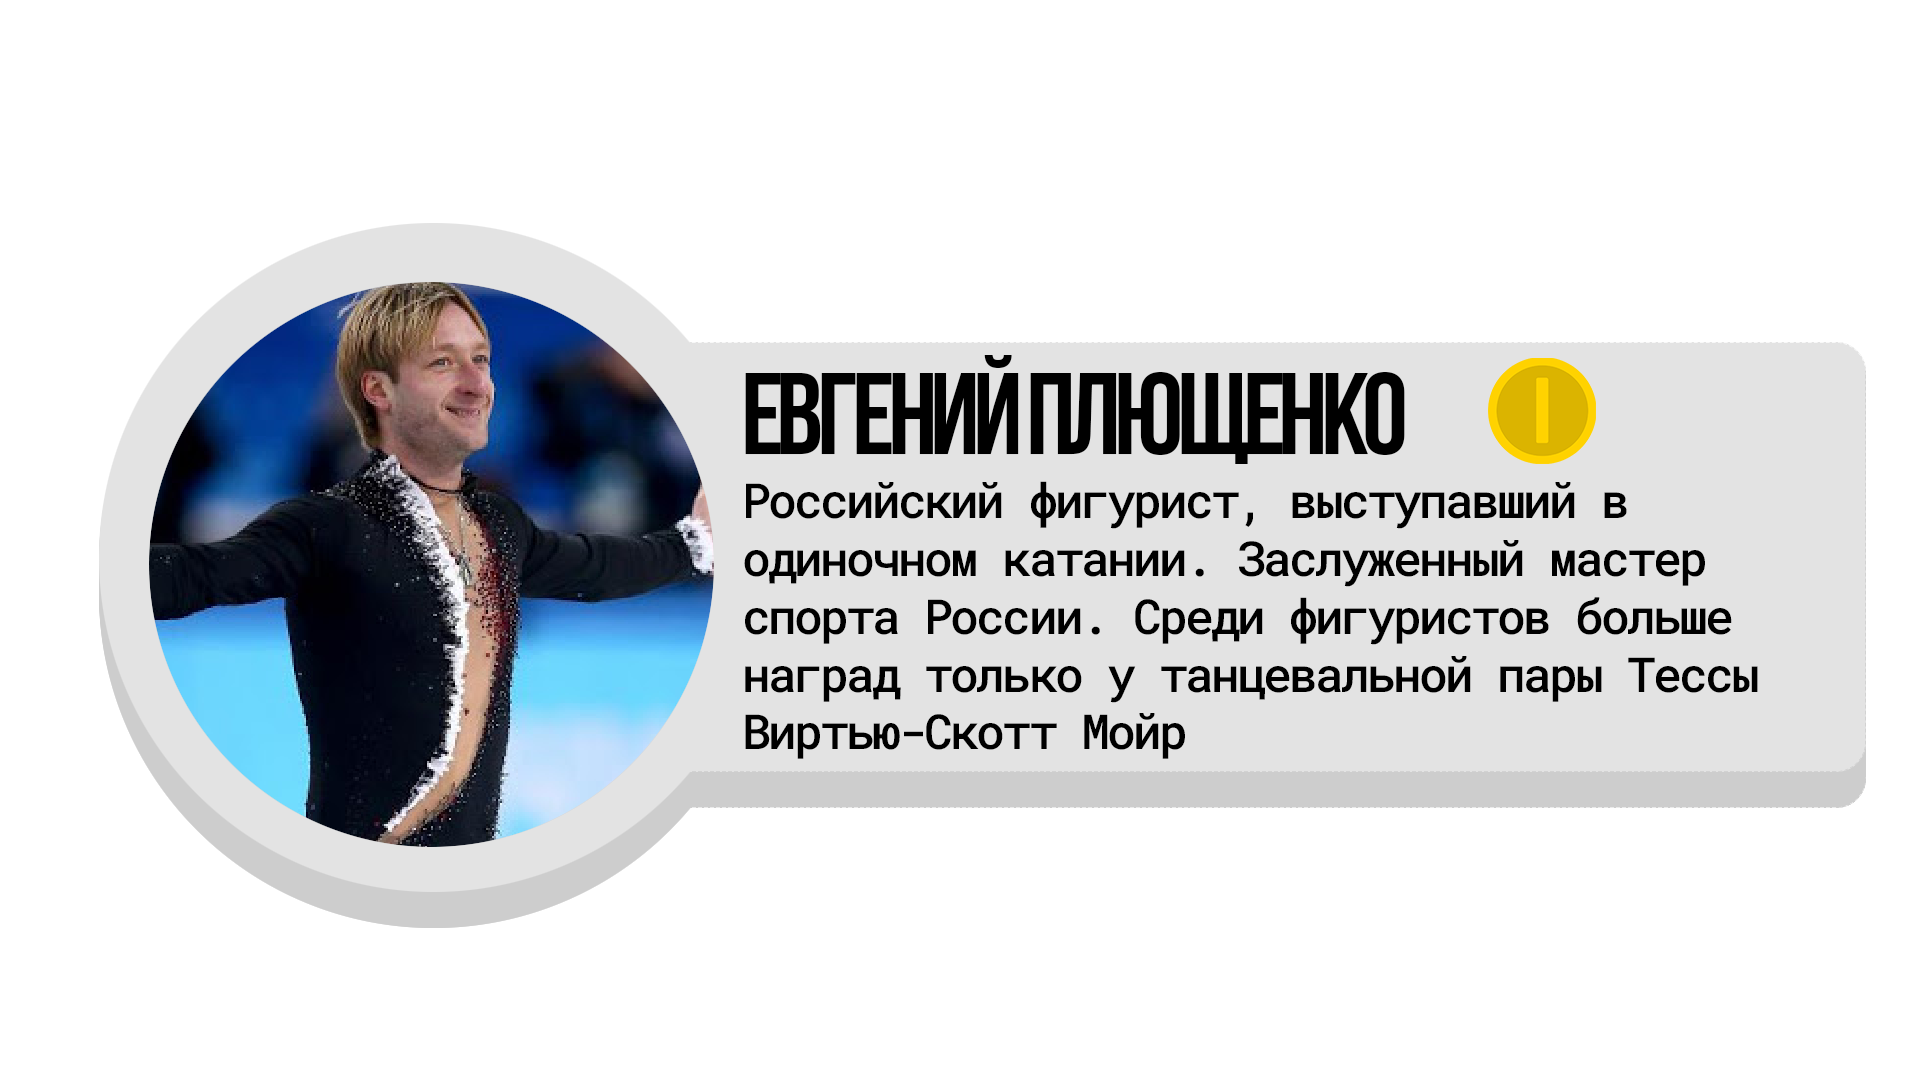 ЕВГЕНИЙ ПЛЮЩЕНКО
Российский фигурист, выступавший в
одиночном катании. Заслуженный мастер
спорта России. Среди фигуристов больше
наград только у танцевальной пары Тессы
Виртью-Скотт Мойр